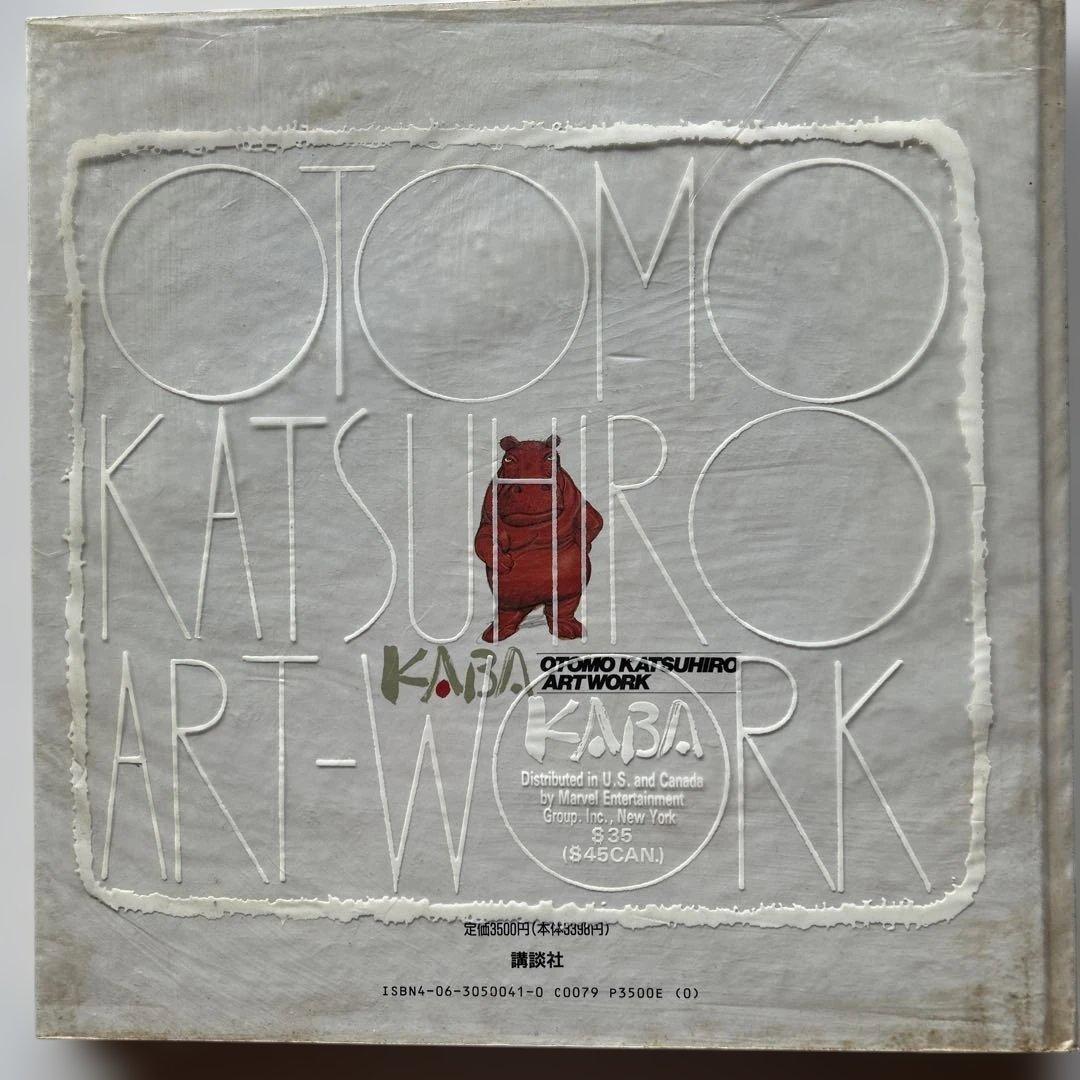 OTOMO
KATSUHIRO
ART-WORK
KABA
OTOMO KATSUHIRO
ARTWORK
KABA
Distributed in U.S. and Canada
by Marvel Entertainment
Group. Inc., New York
$35
($45CAN.)
定価3500円(本体3398円)
講談社
ISBN4-06-3050041-0 C0079 P3500E (0)